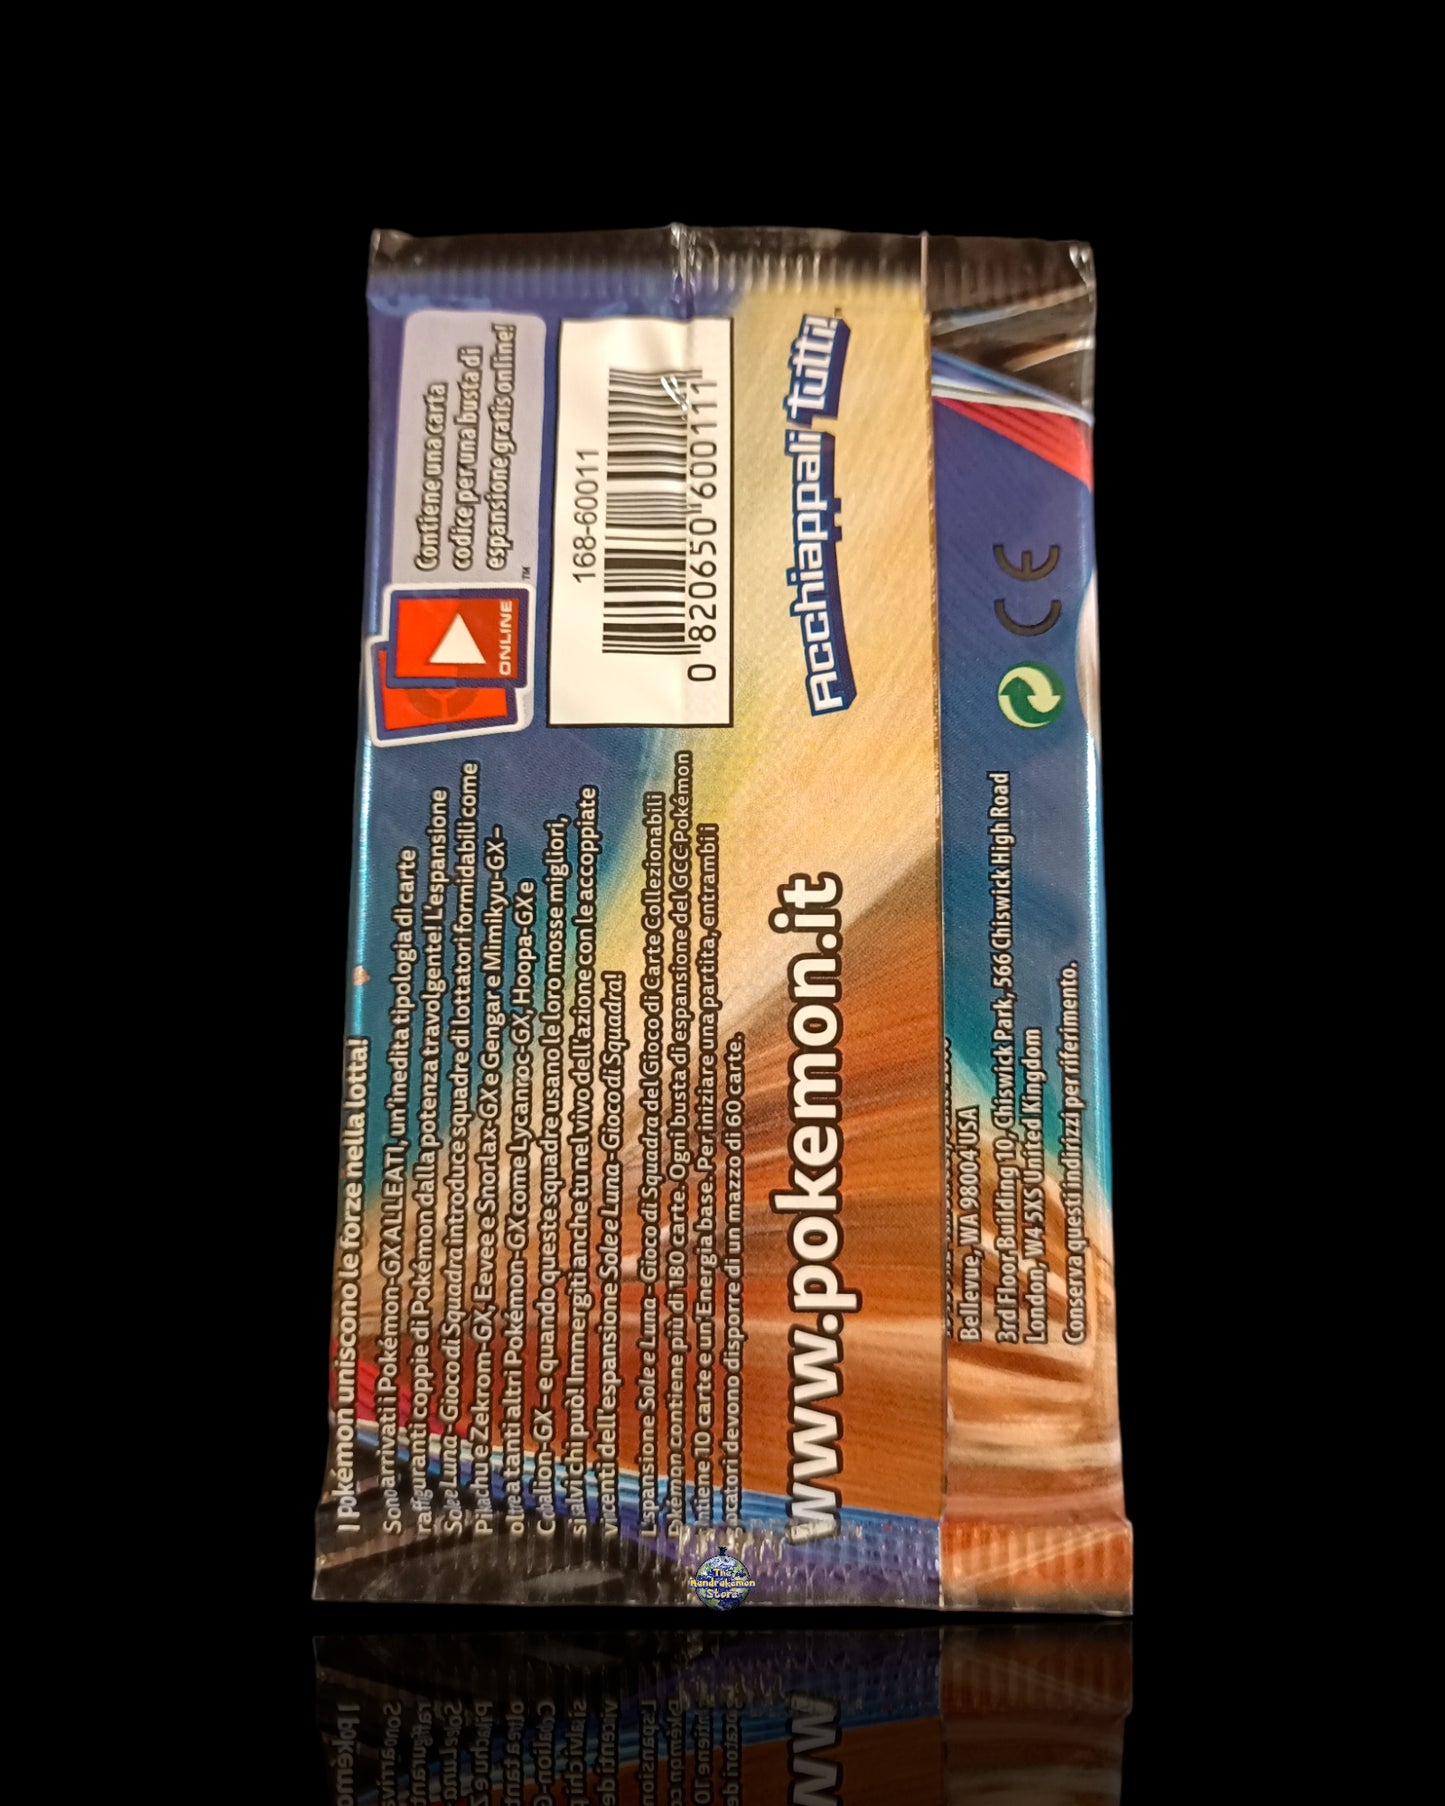 I Pokémon uniscono le forze nella lotta!
Sono arrivati i Pokémon-GX ALLEATI, un'inedita tipologia di carte
raffiguranti coppie di Pokémon dalla potenza travolgente! L'espansione
Sole e Luna - Gioco di Squadra introduce squadre di lottatori formidabili come
Pikachu e Zekrom-GX, Eevee e Snorlax-GX e Gengar e Mimikyu-GX –
oltre a tanti altri Pokémon-GX come Lycanroc-GX, Hoopa-GX e
Cobalion-GX – e quando queste squadre usano le loro mosse migliori,
si salvi chi può! Immergiti anche tu nel vivo dell'azione con le accoppiate
vincenti dell'espansione Sole e Luna - Gioco di Squadra!
L'espansione Sole e Luna - Gioco di Squadra del Gioco di Carte Collezionabili
Pokémon contiene più di 180 carte. Ogni busta di espansione del GCC Pokémon
contiene 10 carte e un'Energia base. Per iniziare una partita, entrambi i
giocatori devono disporre di un mazzo di 60 carte.
www.pokemon.it
ONLINE
TM
Contiene una carta
codice per una busta di
espansione gratis online!
168-60011
0 820650 600111
Acchiappali tutti!
Bellevue, WA 98004 USA
3rd Floor Building 10, Chiswick Park, 566 Chiswick High Road
London, W4 5XS United Kingdom
Conserva questi indirizzi per riferimento.
CE
The
Mendrakemon
Store